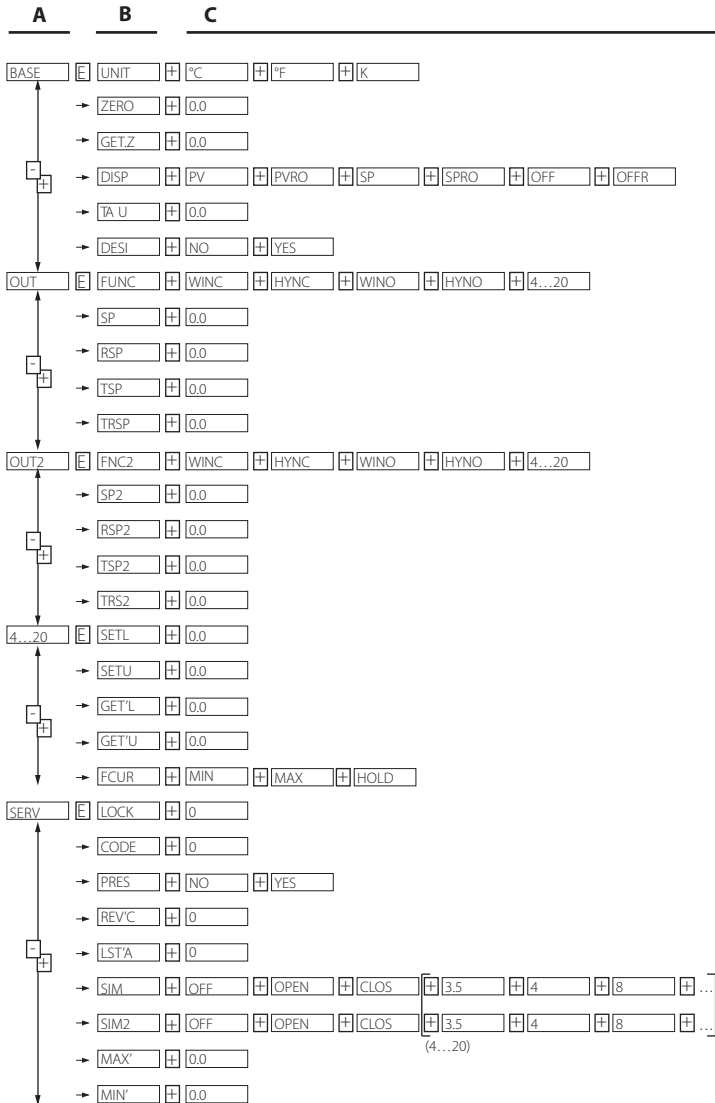 A B C
BASE E UNIT + °C + °F + K
ZERO + 0.0
GET.Z + 0.0
- + DISP + PV + PVRO + SP + SPRO + OFF + OFFR
TA U + 0.0
DESI + NO + YES
OUT E FUNC + WINC + HYNC + WINO + HYNO + 4...20
SP + 0.0
RSP + 0.0
- + TSP + 0.0
TRSP + 0.0
OUT2 E FNC2 + WINC + HYNC + WINO + HYNO + 4...20
SP2 + 0.0
RSP2 + 0.0
- + TSP2 + 0.0
TRS2 + 0.0
4...20 E SETL + 0.0
SETU + 0.0
GET'L + 0.0
- + GET'U + 0.0
FCUR + MIN + MAX + HOLD
SERV E LOCK + 0
CODE + 0
PRES + NO + YES
REV'C + 0
- + LST'A + 0
SIM + OFF + OPEN + CLOS + 3.5 + 4 + 8 + ...
SIM2 + OFF + OPEN + CLOS + 3.5 + 4 + 8 + ...
(4...20)
MAX' + 0.0
MIN' + 0.0